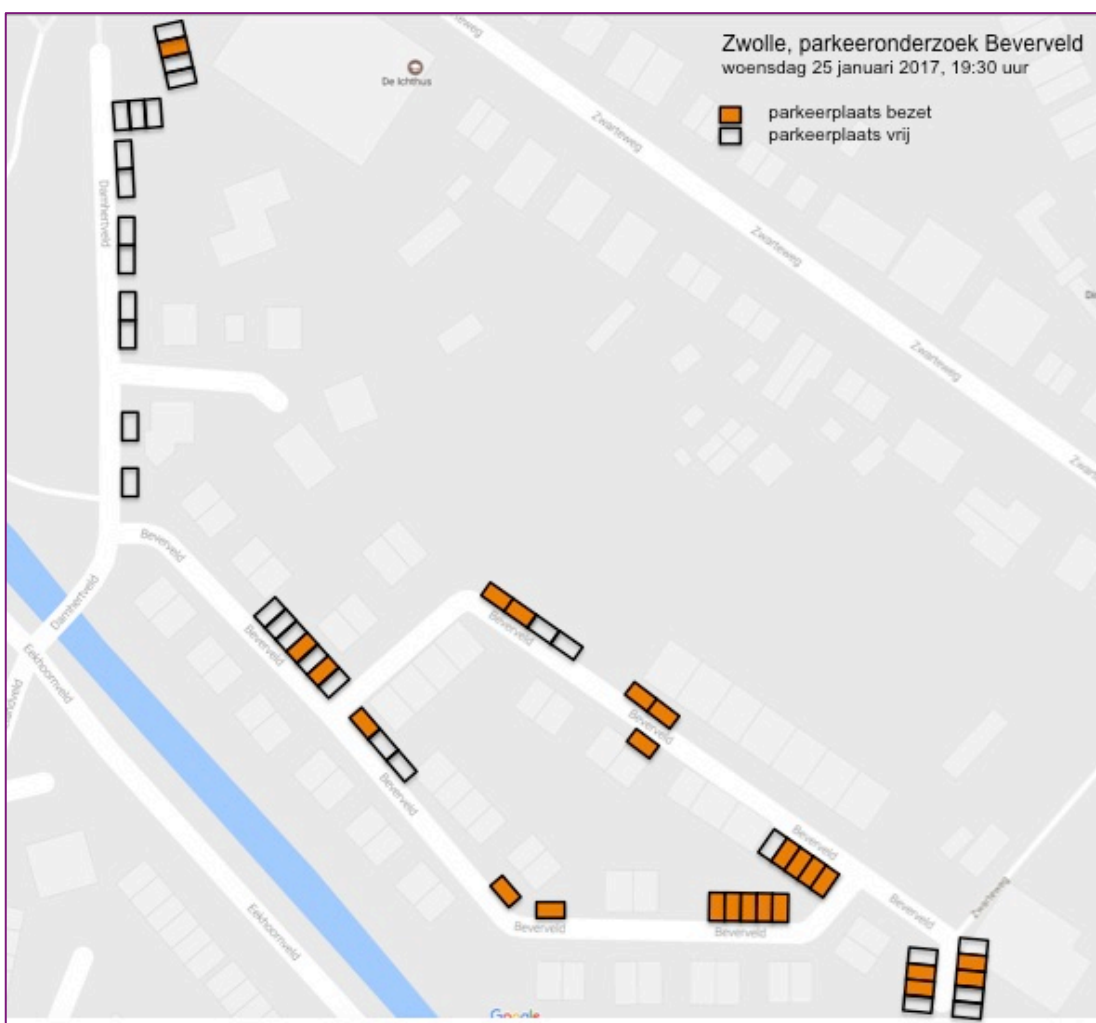 Zwolle, parkeeronderzoek Beverveld
woensdag 25 januari 2017, 19:30 uur
parkeerplaats bezet
parkeerplaats vrij
De Ichthus
Zwarteweg
Zwarteweg
Zwarteweg
Zwarteweg
Damhertveld
Beverveld
Damhertveld
Eekhoornveld
Beverveld
Beverveld
Beverveld
Beverveld
Beverveld
Beverveld
Beverveld
Beverveld
Zwarteweg
Eekhoornveld
Google